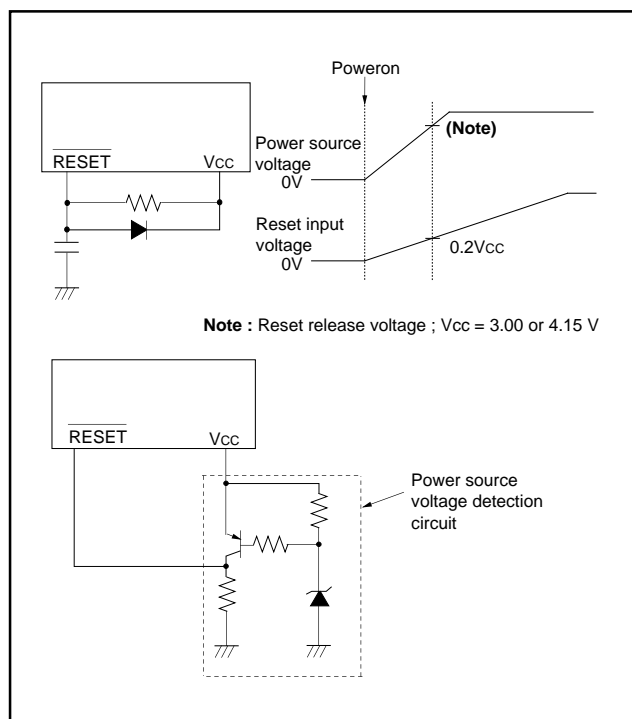 Poweron
RESET
VCC
Power source
voltage
0V
(Note)
Reset input
voltage
0V
0.2VCC
Note : Reset release voltage ; Vcc = 3.00 or 4.15 V
RESET
VCC
Power source
voltage detection
circuit